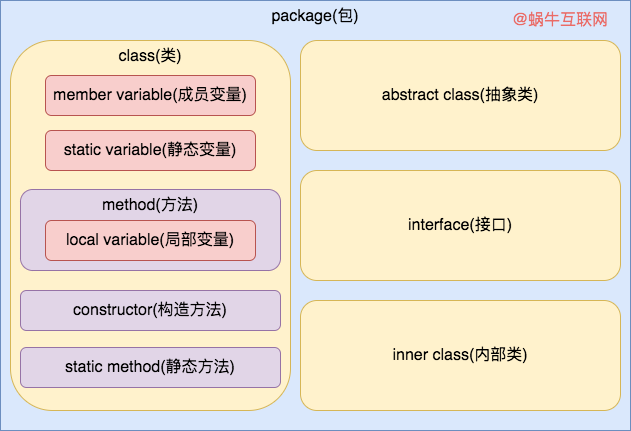 package(包)
@蜗牛互联网
class(类)
member variable(成员变量)
static variable(静态变量)
method(方法)
local variable(局部变量)
constructor(构造方法)
static method(静态方法)
abstract class(抽象类)
interface(接口)
inner class(内部类)